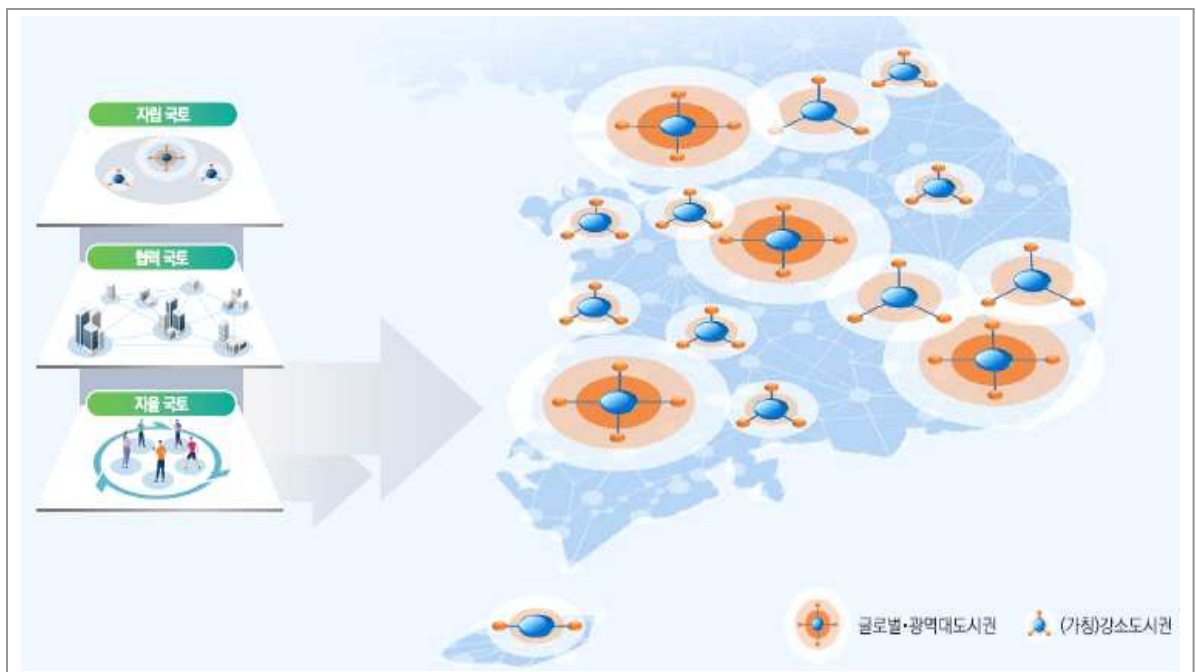 자립 국토
협력 국토
자율 국토
글로벌·광역대도시권
(가칭)강소도시권